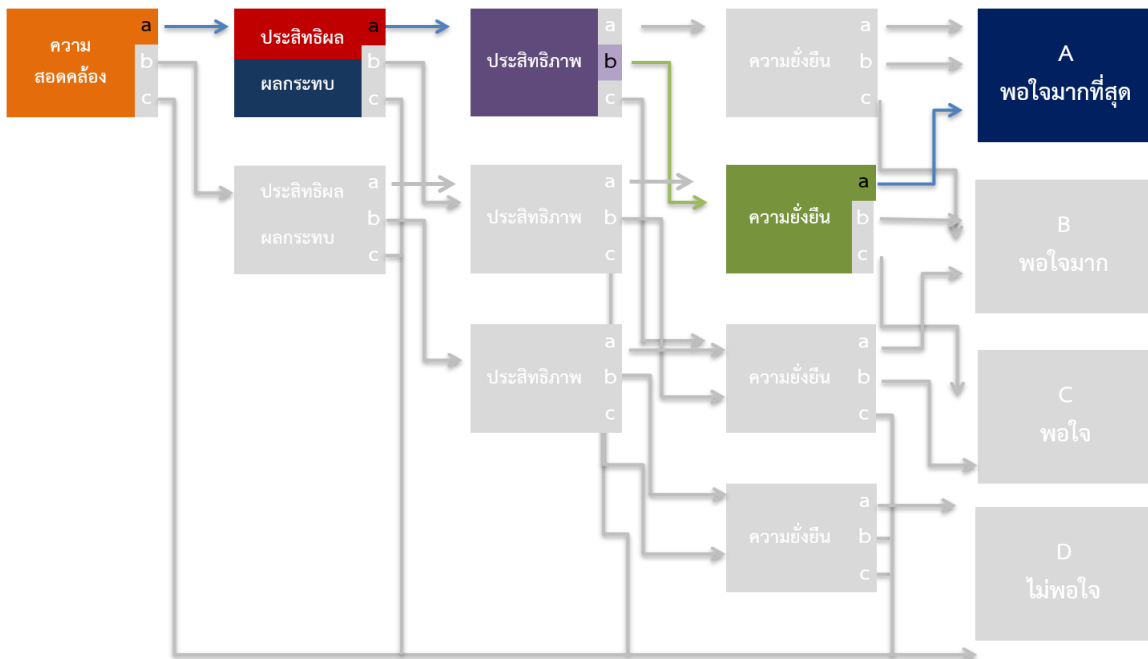 ความ
สอดคล้อง
a
b
c
ประสิทธิผล
ผลกระทบ
a
b
c
ประสิทธิภาพ
a
b
c
ความยั่งยืน
a
b
c
A
พอใจมากที่สุด
ประสิทธิผล
ผลกระทบ
a
b
c
ประสิทธิภาพ
a
b
c
ความยั่งยืน
a
b
c
B
พอใจมาก
ประสิทธิภาพ
a
b
c
ความยั่งยืน
a
b
c
C
พอใจ
ความยั่งยืน
a
b
c
D
ไม่พอใจ